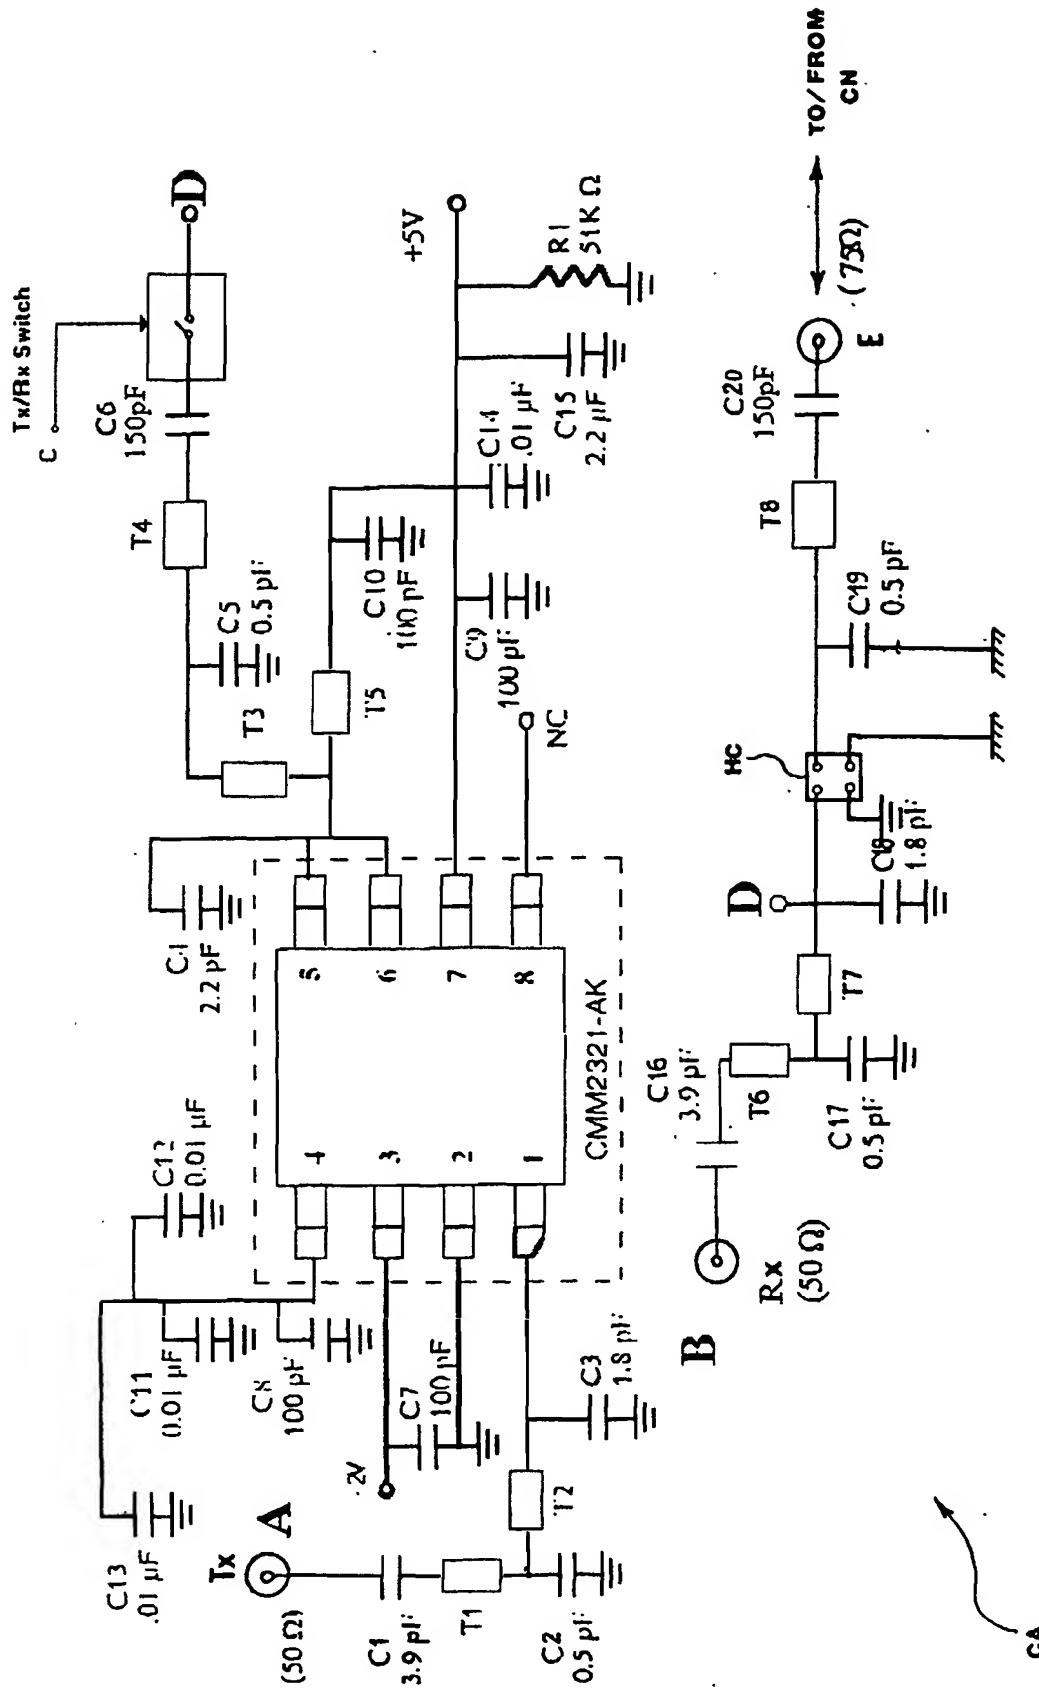 Tx/Rx Switch
C
C6
150pF
D
T4
C5
0.5 pF
T3
+5V
R1
51K Ω
C14
.01 µF
C15
2.2 µF
C10
100 pF
T5
C9
100 pF
NC
2.2 pF
5
6
7
8
4
3
2
1
CMM2321-AK
C12
0.01 µF
C11
0.01 µF
C8
100 pF
C7
100 pF
C13
.01 µF
2V
Tx
A
(50 Ω)
C1
3.9 pF
T1
C2
0.5 pF
T2
C3
1.8 pF
B
Rx
(50 Ω)
C16
3.9 pF
T6
C17
0.5 pF
T7
D
C18
1.8 pF
HC
C19
0.5 pF
T8
C20
150pF
E
(75Ω)
TO/FROM
CN
CA